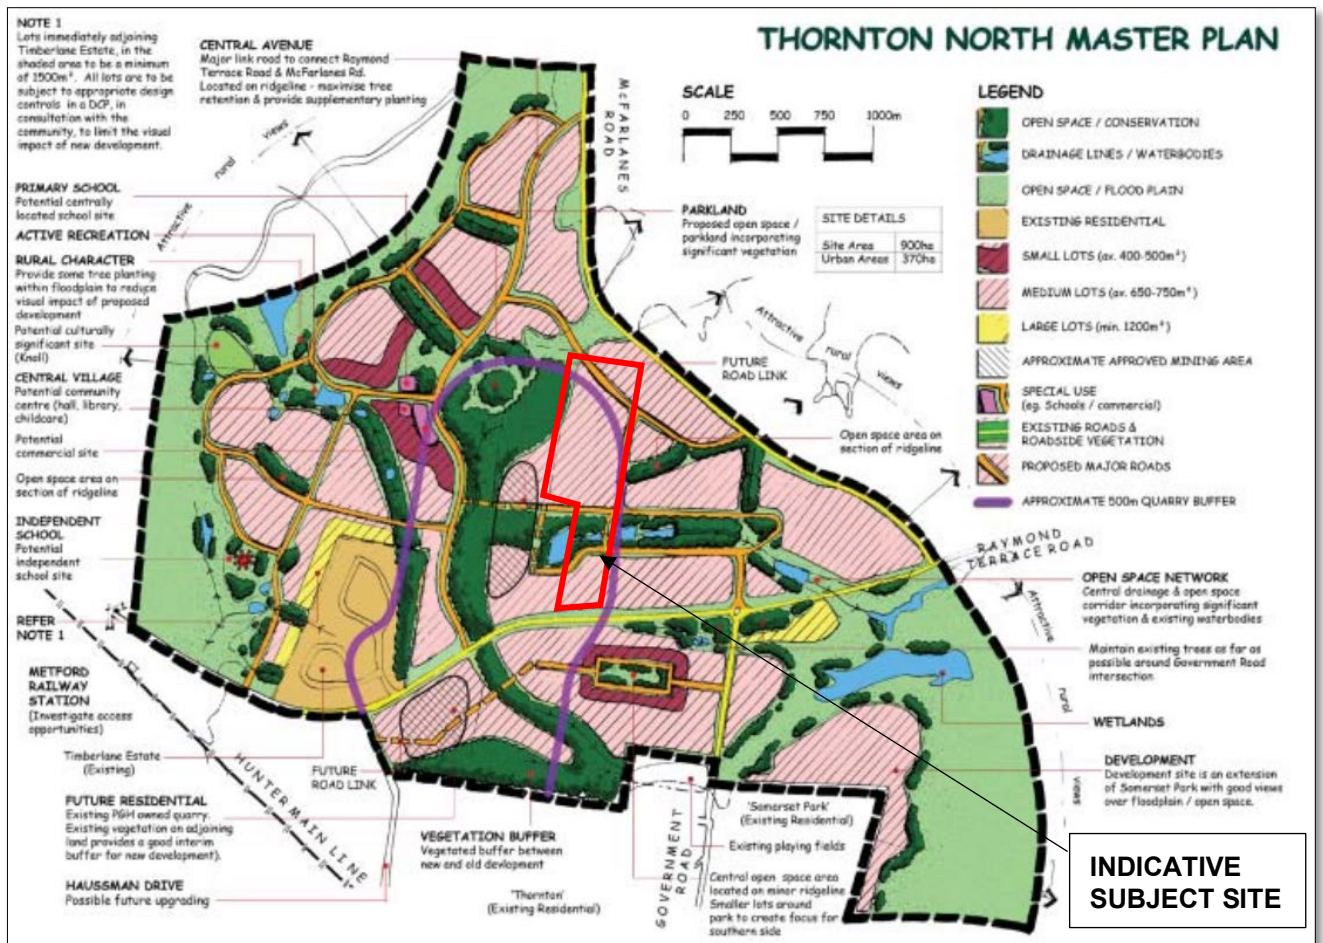 THORNTON NORTH MASTER PLAN
NOTE 1
Lots immediately adjoining
Timberlane Estate, in the
shaded area to be a minimum
of 1500m². All lots are to be
subject to appropriate design
controls in a DCP, in
consultation with the
community, to limit the visual
impact of new development.
CENTRAL AVENUE
Major link road to connect Raymond
Terrace Road & McFarlanes Rd.
Located on ridgeline - maximise tree
retention & provide supplementary planting
Attractive rural views
McFARLANES
ROAD
SCALE
0 250 500 750 1000m
PRIMARY SCHOOL
Potential centrally
located school site
ACTIVE RECREATION
RURAL CHARACTER
Provide some tree planting
within floodplain to reduce
visual impact of proposed
development
Potential culturally
significant site
(Knoll)
CENTRAL VILLAGE
Potential community
centre (hall, library,
childcare)
Potential
commercial site
Open space area on
section of ridgeline
INDEPENDENT
SCHOOL
Potential
independent
school site
REFER
NOTE 1
METFORD
RAILWAY
STATION
(Investigate access
opportunities)
Timberlane Estate
(Existing)
FUTURE RESIDENTIAL
Existing PGH owned quarry.
Existing vegetation on adjoining
land provides a good interim
buffer for new development).
HAUSSMAN DRIVE
Possible future upgrading
HUNTER MAIN LINE
FUTURE
ROAD LINK
VEGETATION BUFFER
Vegetated buffer between
new and old devlopment
'Thornton'
(Existing Residential)
GOVERNMENT
ROAD
'Somerset Park'
(Existing Residential)
Existing playing fields
Central open space area
located on minor ridgeline
Smaller lots around
park to create focus for
southern side
PARKLAND
Proposed open space /
parkland incorporating
significant vegetation
SITE DETAILS
Site Area 900ha
Urban Areas 370ha
Attractive rural views
FUTURE
ROAD LINK
Open space area on
section of ridgeline
LEGEND
OPEN SPACE / CONSERVATION
DRAINAGE LINES / WATERBODIES
OPEN SPACE / FLOOD PLAIN
EXISTING RESIDENTIAL
SMALL LOTS (av. 400-500m²)
MEDIUM LOTS (av. 650-750m²)
LARGE LOTS (min. 1200m²)
APPROXIMATE APPROVED MINING AREA
SPECIAL USE
(eg. Schools / commercial)
EXISTING ROADS &
ROADSIDE VEGETATION
PROPOSED MAJOR ROADS
APPROXIMATE 500m QUARRY BUFFER
RAYMOND
TERRACE ROAD
OPEN SPACE NETWORK
Central drainage & open space
corridor incorporating significant
vegetation & existing waterbodies
Maintain existing trees as far as
possible around Government Road
intersection
Attractive rural views
WETLANDS
DEVELOPMENT
Development site is an extension
of Somerset Park with good views
over floodplain / open space.
INDICATIVE
SUBJECT SITE